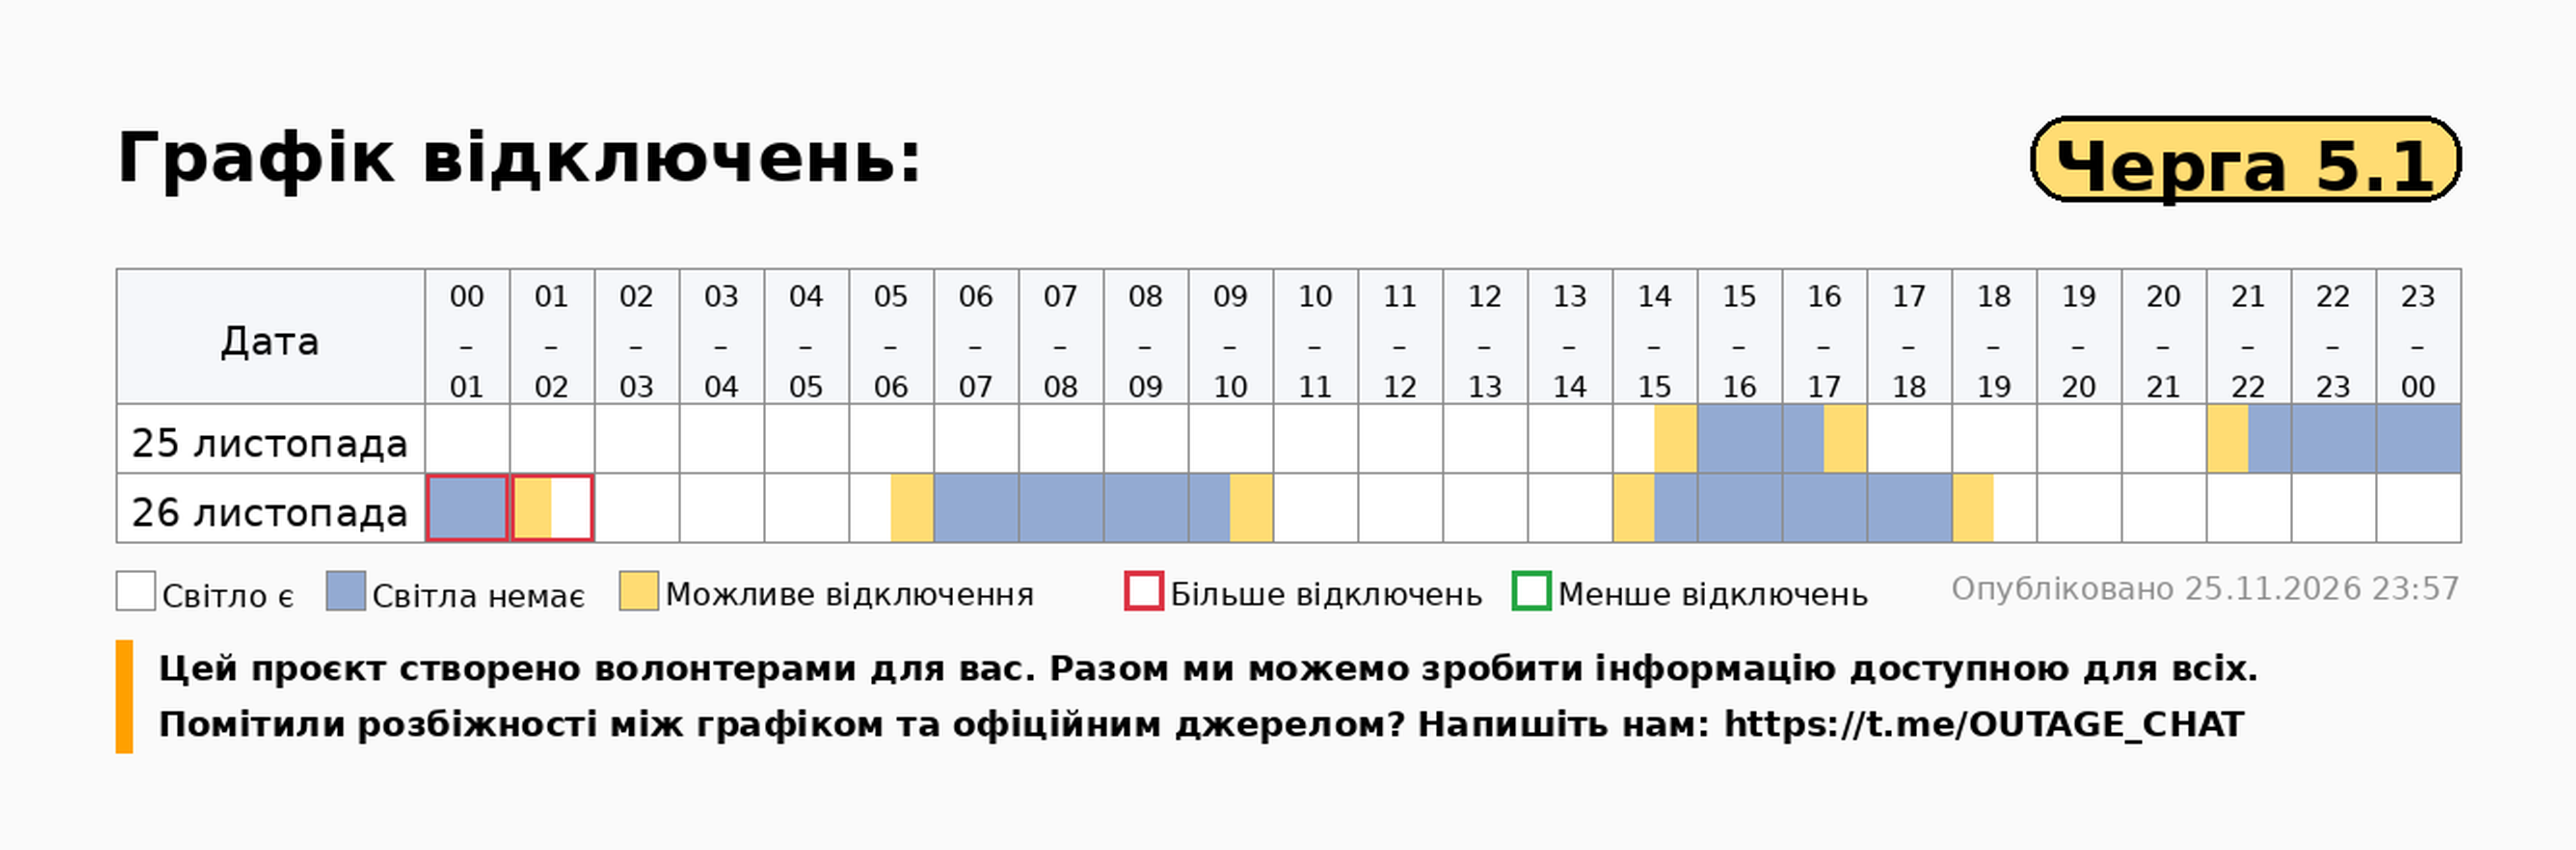 Графік відключень:
Черга 5.1
Дата 00 – 01 01 – 02 02 – 03 03 – 04 04 – 05 05 – 06 06 – 07 07 – 08 08 – 09 09 – 10 10 – 11 11 – 12 12 – 13 13 – 14 14 – 15 15 – 16 16 – 17 17 – 18 18 – 19 19 – 20 20 – 21 21 – 22 22 – 23 23 – 00
25 листопада
26 листопада
Світло є Світла немає Можливе відключення Більше відключень Менше відключень Опубліковано 25.11.2026 23:57
Цей проєкт створено волонтерами для вас. Разом ми можемо зробити інформацію доступною для всіх.
Помітили розбіжності між графіком та офіційним джерелом? Напишіть нам: https://t.me/OUTAGE_CHAT